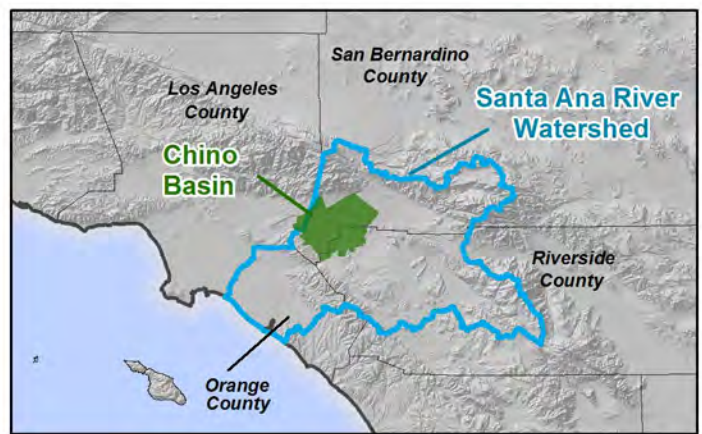 San Bernardino
County
Los Angeles
County
Santa Ana River
Watershed
Chino
Basin
Riverside
County
Orange
County